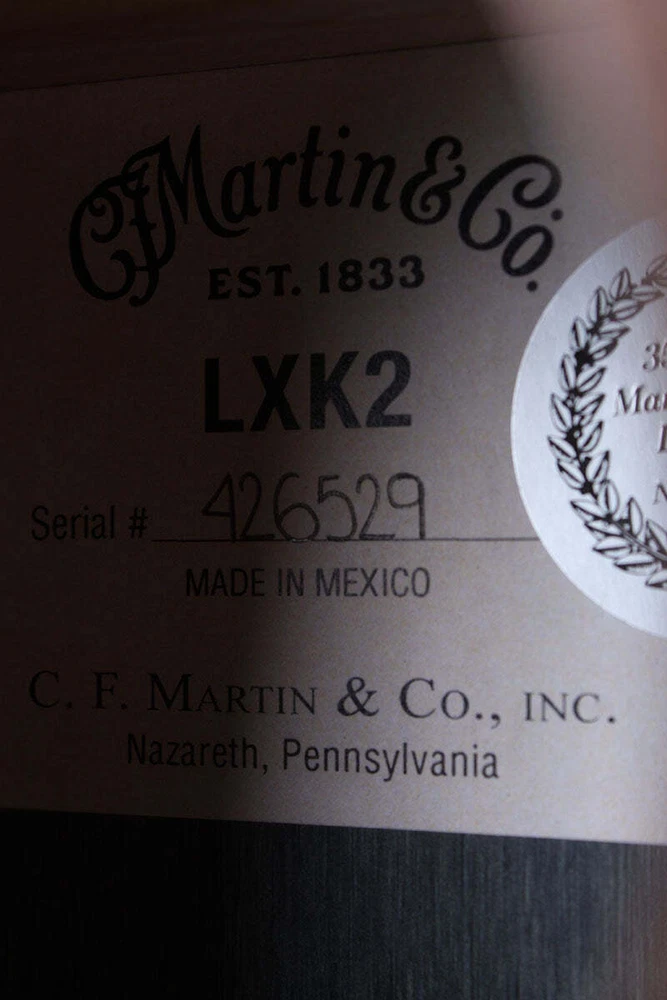 CFMartin & Co.
EST. 1833
LXK2
Serial # 426529
MADE IN MEXICO
C. F. MARTIN & CO., INC.
Nazareth, Pennsylvania